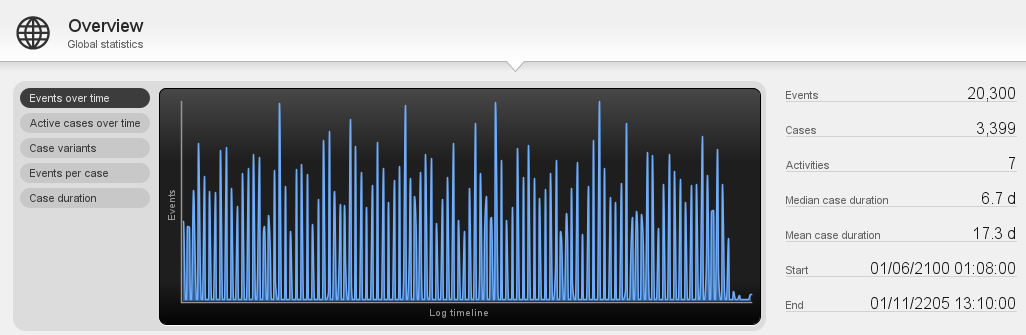 Overview
Global statistics
Events over time
Active cases over time
Case variants
Events per case
Case duration
Events
Log timeline
Events 20,300
Cases 3,399
Activities 7
Median case duration 6.7 d
Mean case duration 17.3 d
Start 01/06/2100 01:08:00
End 01/11/2205 13:10:00